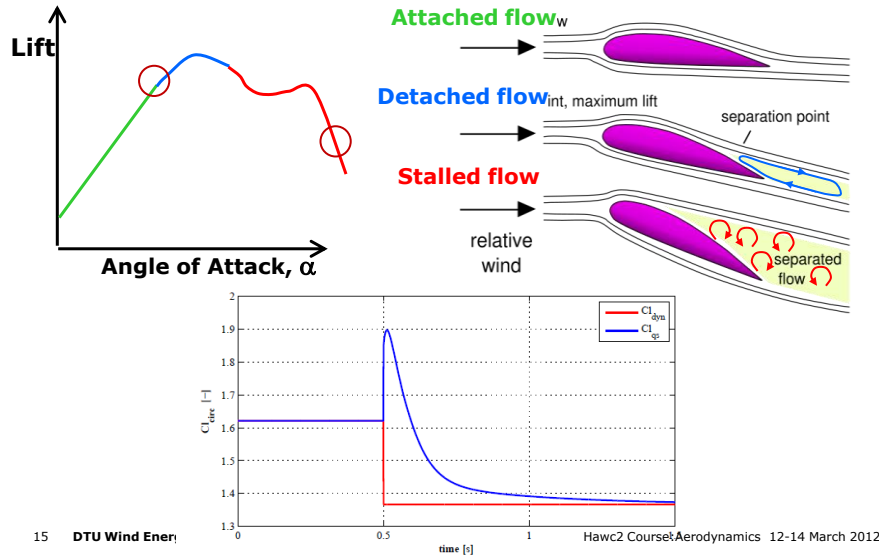 Lift
Angle of Attack, α
Attached flow w
Detached flow int, maximum lift
separation point
Stalled flow
relative
wind
separated
flow
2
1.9
1.8
1.7
1.6
1.5
1.4
1.3
Cl_circ [-]
Cl_dyn
Cl_qs
0 0.5 1
time [s]
15 DTU Wind Energ
Hawc2 Course Aerodynamics 12-14 March 2012